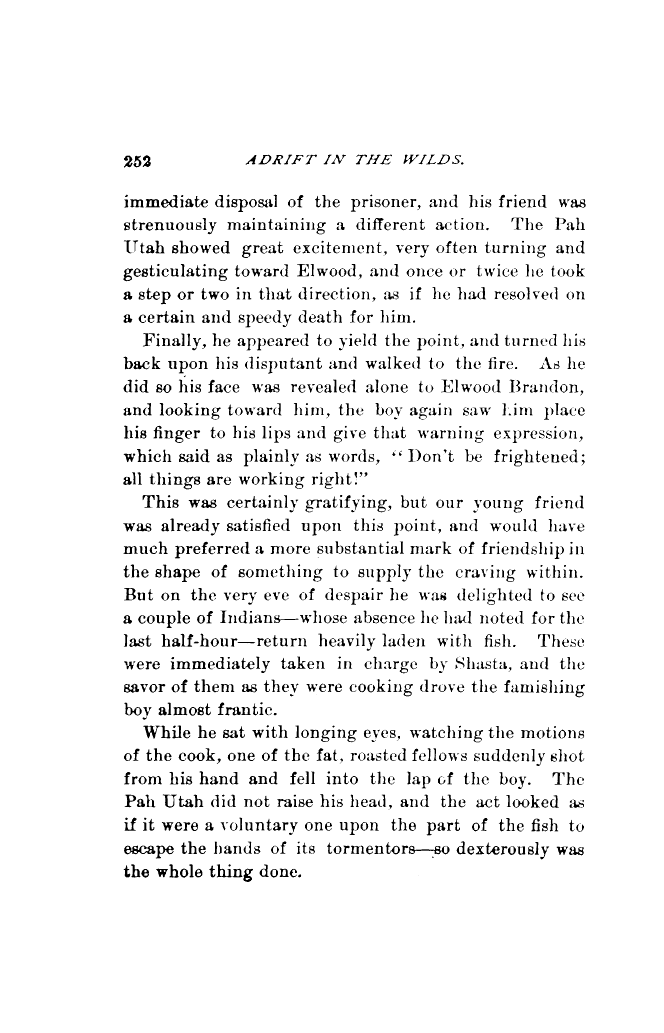 252 ADRIFT IN THE WILDS.
immediate disposal of the prisoner, and his friend was
strenuously maintaining a different action. The Pah
Utah showed great excitement, very often turning and
gesticulating toward Elwood, and once or twice he took
a step or two in that direction, as if he had resolved on
a certain and speedy death for him.
Finally, he appeared to yield the point, and turned his
back upon his disputant and walked to the fire. As he
did so his face was revealed alone to Elwood Brandon,
and looking toward him, the boy again saw him place
his finger to his lips and give that warning expression,
which said as plainly as words, “Don't be frightened;
all things are working right!”
This was certainly gratifying, but our young friend
was already satisfied upon this point, and would have
much preferred a more substantial mark of friendship in
the shape of something to supply the craving within.
But on the very eve of despair he was delighted to see
a couple of Indians—whose absence he had noted for the
last half-hour—return heavily laden with fish. These
were immediately taken in charge by Shasta, and the
savor of them as they were cooking drove the famishing
boy almost frantic.
While he sat with longing eyes, watching the motions
of the cook, one of the fat, roasted fellows suddenly shot
from his hand and fell into the lap of the boy. The
Pah Utah did not raise his head, and the act looked as
if it were a voluntary one upon the part of the fish to
escape the hands of its tormentors—so dexterously was
the whole thing done.